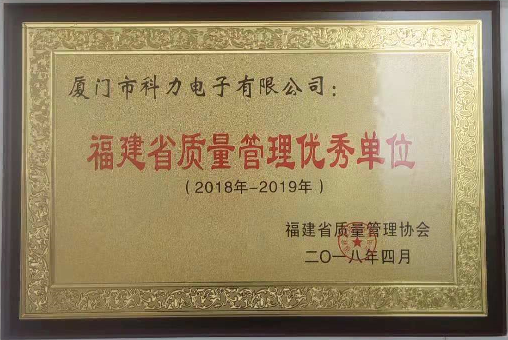 厦门市科力电子有限公司：
福建省质量管理优秀单位
（2018年-2019年）
福建省质量管理协会
二〇一八年四月